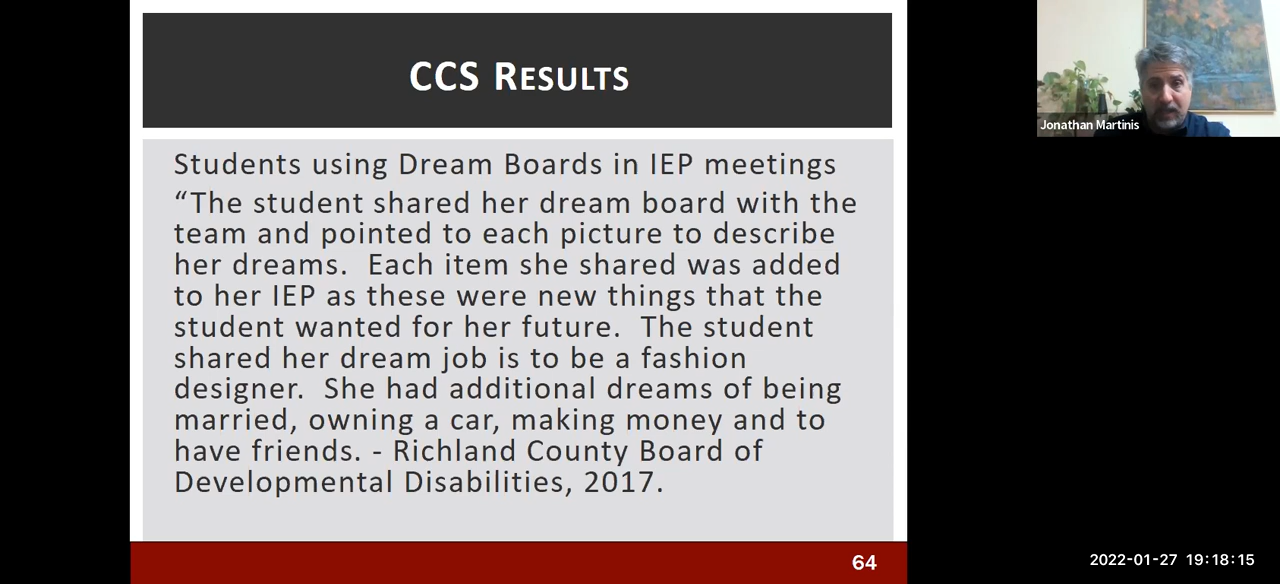 CCS RESULTS
Students using Dream Boards in IEP meetings
“The student shared her dream board with the
team and pointed to each picture to describe
her dreams.  Each item she shared was added
to her IEP as these were new things that the
student wanted for her future.  The student
shared her dream job is to be a fashion
designer.  She had additional dreams of being
married, owning a car, making money and to
have friends. - Richland County Board of
Developmental Disabilities, 2017.
64
Jonathan Martinis
2022-01-27 19:18:15